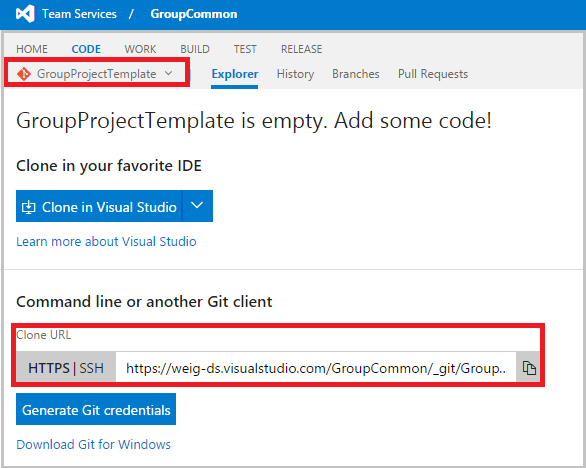 Team Services / GroupCommon
HOME CODE WORK BUILD TEST RELEASE
GroupProjectTemplate Explorer History Branches Pull Requests
GroupProjectTemplate is empty. Add some code!
Clone in your favorite IDE
Clone in Visual Studio
Learn more about Visual Studio
Command line or another Git client
Clone URL
HTTPS | SSH https://weig-ds.visualstudio.com/GroupCommon/_git/Group...
Generate Git credentials
Download Git for Windows